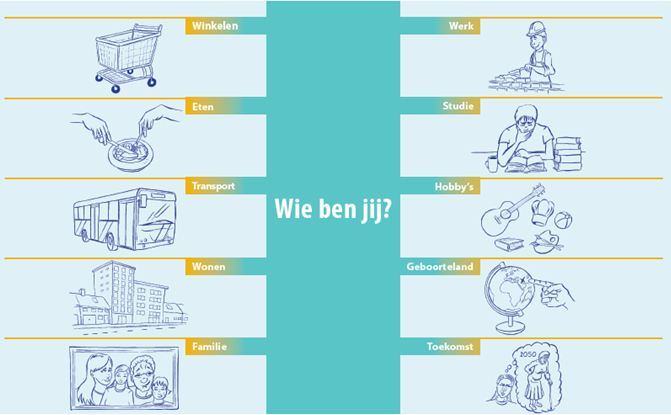 Winkelen
Eten
Transport
Wonen
Familie
Wie ben jij?
Werk
Studie
Hobby's
Geboorteland
Toekomst
2050